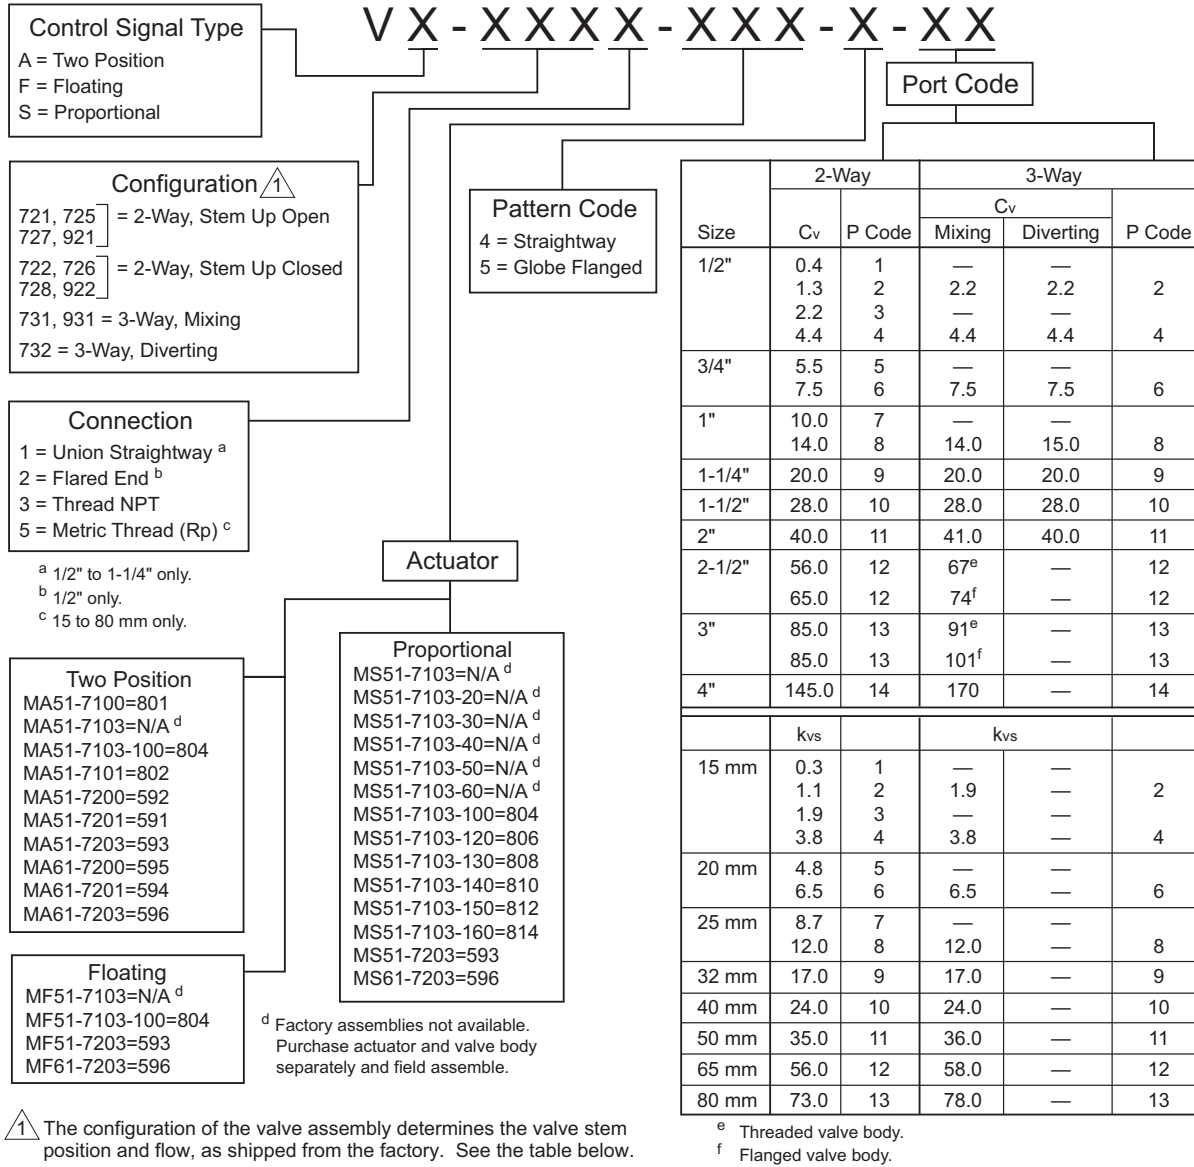 V X - X X X X - X X X - X - X X
Control Signal Type
A = Two Position
F = Floating
S = Proportional
Configuration 1
721, 725
727, 921 = 2-Way, Stem Up Open
722, 726
728, 922 = 2-Way, Stem Up Closed
731, 931 = 3-Way, Mixing
732 = 3-Way, Diverting
Connection
1 = Union Straightway a
2 = Flared End b
3 = Thread NPT
5 = Metric Thread (Rp) c
a 1/2" to 1-1/4" only.
b 1/2" only.
c 15 to 80 mm only.
Pattern Code
4 = Straightway
5 = Globe Flanged
Actuator
Two Position
MA51-7100=801
MA51-7103=N/A d
MA51-7103-100=804
MA51-7101=802
MA51-7200=592
MA51-7201=591
MA51-7203=593
MA61-7200=595
MA61-7201=594
MA61-7203=596
Floating
MF51-7103=N/A d
MF51-7103-100=804
MF51-7203=593
MF61-7203=596
Proportional
MS51-7103=N/A d
MS51-7103-20=N/A d
MS51-7103-30=N/A d
MS51-7103-40=N/A d
MS51-7103-50=N/A d
MS51-7103-60=N/A d
MS51-7103-100=804
MS51-7103-120=806
MS51-7103-130=808
MS51-7103-140=810
MS51-7103-150=812
MS51-7103-160=814
MS51-7203=593
MS61-7203=596
d Factory assemblies not available.
Purchase actuator and valve body
separately and field assemble.
Port Code
2-Way 3-Way
Cv
Size Cv P Code Mixing Diverting P Code
1/2" 0.4 1 — —
1.3 2 2.2 2.2 2
2.2 3 — —
4.4 4 4.4 4.4 4
3/4" 5.5 5 — —
7.5 6 7.5 7.5 6
1" 10.0 7 — —
14.0 8 14.0 15.0 8
1-1/4" 20.0 9 20.0 20.0 9
1-1/2" 28.0 10 28.0 28.0 10
2" 40.0 11 41.0 40.0 11
2-1/2" 56.0 12 67e — 12
65.0 12 74f — 12
3" 85.0 13 91e — 13
85.0 13 101f — 13
4" 145.0 14 170 — 14
kvs kvs
15 mm 0.3 1 — —
1.1 2 1.9 — 2
1.9 3 — —
3.8 4 3.8 — 4
20 mm 4.8 5 — —
6.5 6 6.5 — 6
25 mm 8.7 7 — —
12.0 8 12.0 — 8
32 mm 17.0 9 17.0 — 9
40 mm 24.0 10 24.0 — 10
50 mm 35.0 11 36.0 — 11
65 mm 56.0 12 58.0 — 12
80 mm 73.0 13 78.0 — 13
e Threaded valve body.
f Flanged valve body.
1 The configuration of the valve assembly determines the valve stem
position and flow, as shipped from the factory. See the table below.